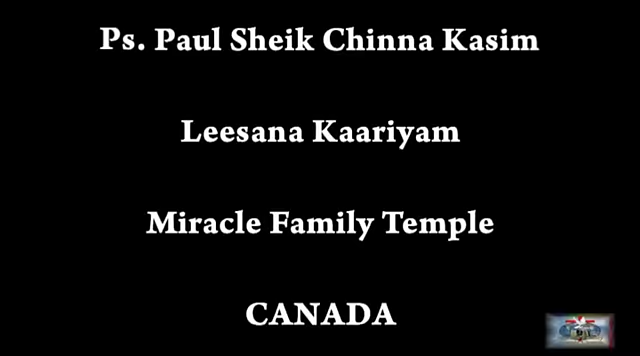 Ps. Paul Sheik Chinna Kasim
Leesana Kaariyam
Miracle Family Temple
CANADA